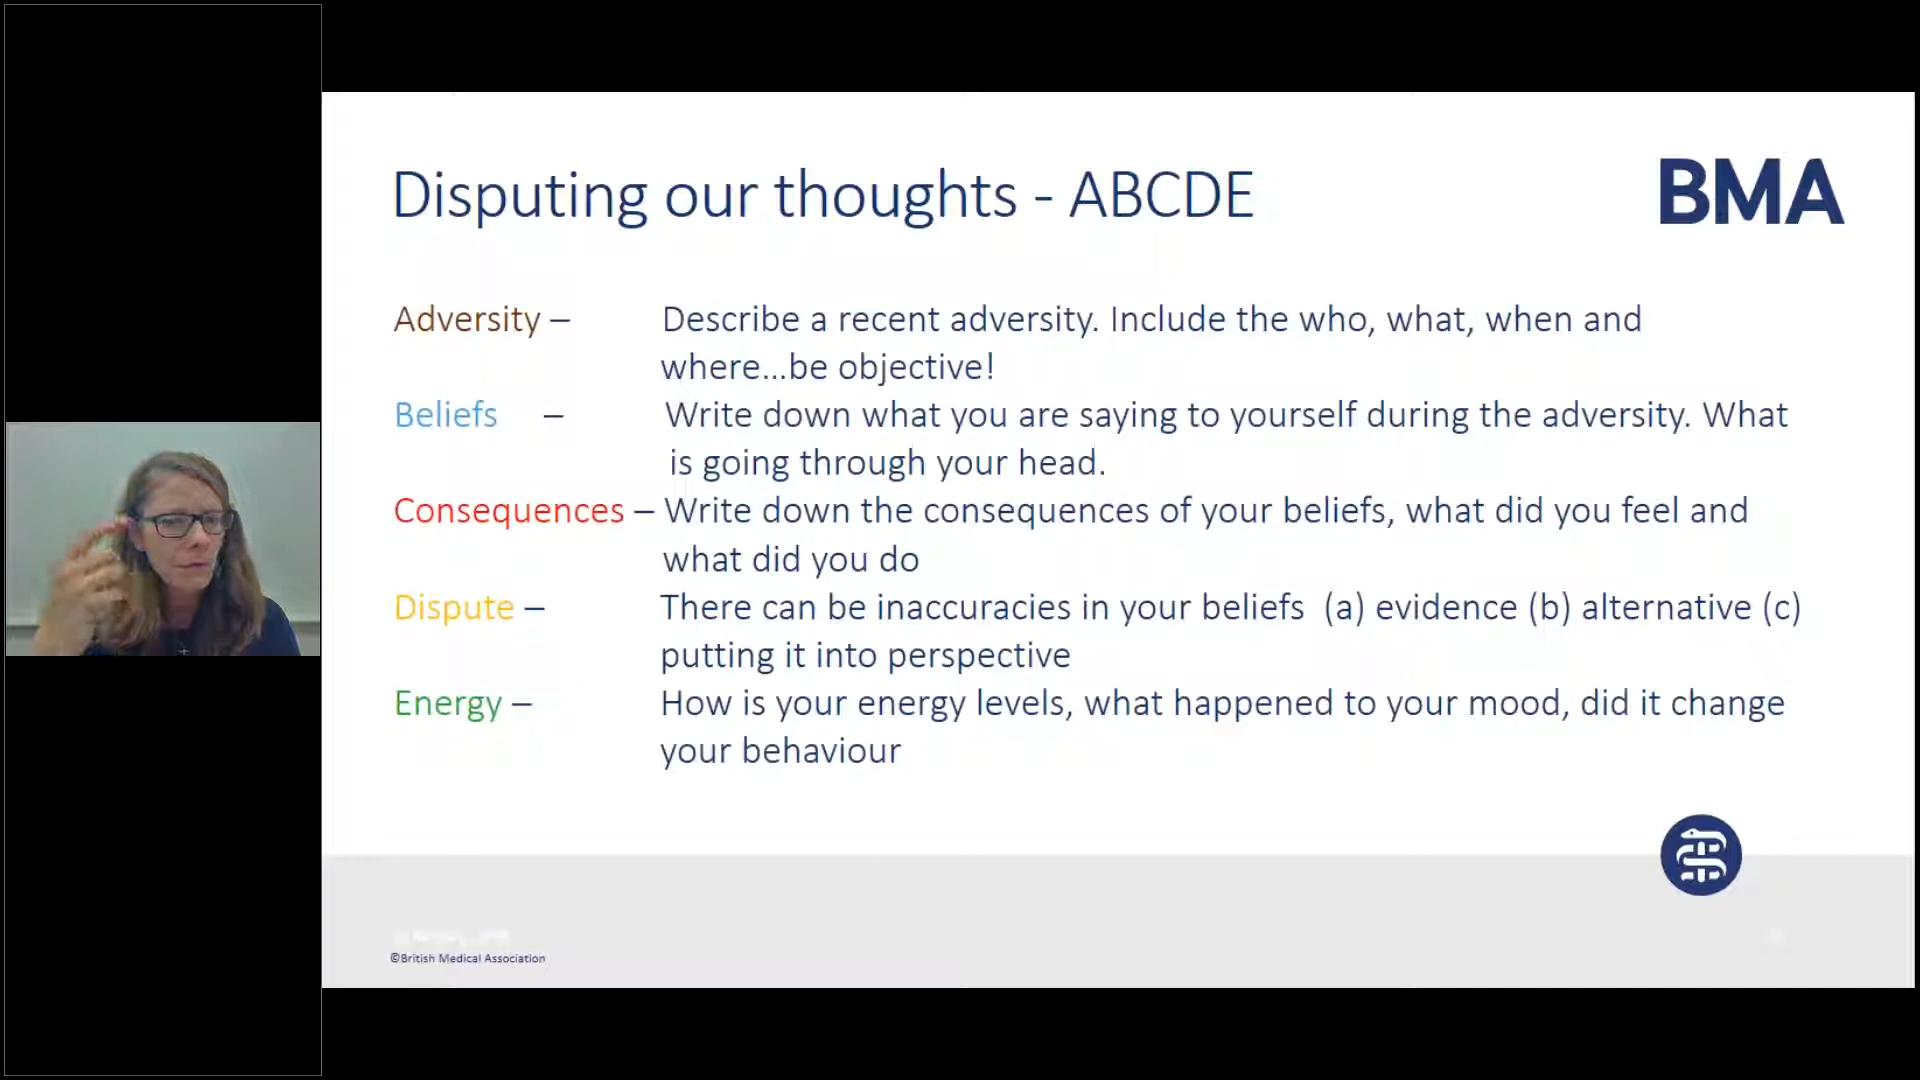 Disputing our thoughts - ABCDE
BMA
Adversity – Describe a recent adversity. Include the who, what, when and
where...be objective!
Beliefs – Write down what you are saying to yourself during the adversity. What
is going through your head.
Consequences – Write down the consequences of your beliefs, what did you feel and
what did you do
Dispute – There can be inaccuracies in your beliefs (a) evidence (b) alternative (c)
putting it into perspective
Energy – How is your energy levels, what happened to your mood, did it change
your behaviour
©British Medical Association